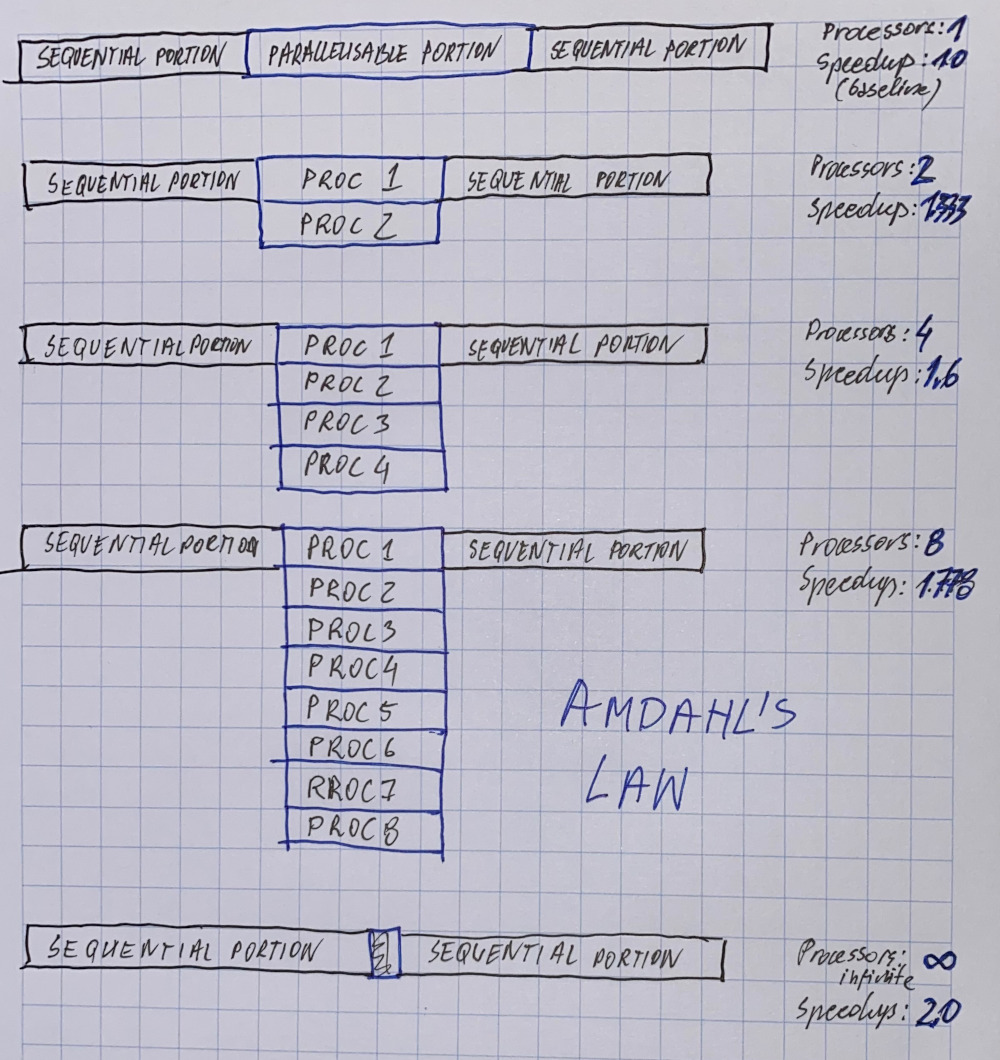 SEQUENTIAL PORTION PARALLELISABLE PORTION SEQUENTIAL PORTION
Processors: 1
Speedup: 1.0
(baseline)
SEQUENTIAL PORTION PROC 1 SEQUENTIAL PORTION
PROC 2
Processors: 2
Speedup: 1.333
SEQUENTIAL PORTION PROC 1 SEQUENTIAL PORTION
PROC 2
PROC 3
PROC 4
Processors: 4
Speedup: 1.6
SEQUENTIAL PORTION PROC 1 SEQUENTIAL PORTION
PROC 2
PROC 3
PROC 4
PROC 5
PROC 6
RROC 7
PROC 8
Processors: 8
Speedup: 1.778
AMDAHL'S
LAW
SEQUENTIAL PORTION SEQUENTIAL PORTION
Processors: ∞
infinite
Speedups: 2.0